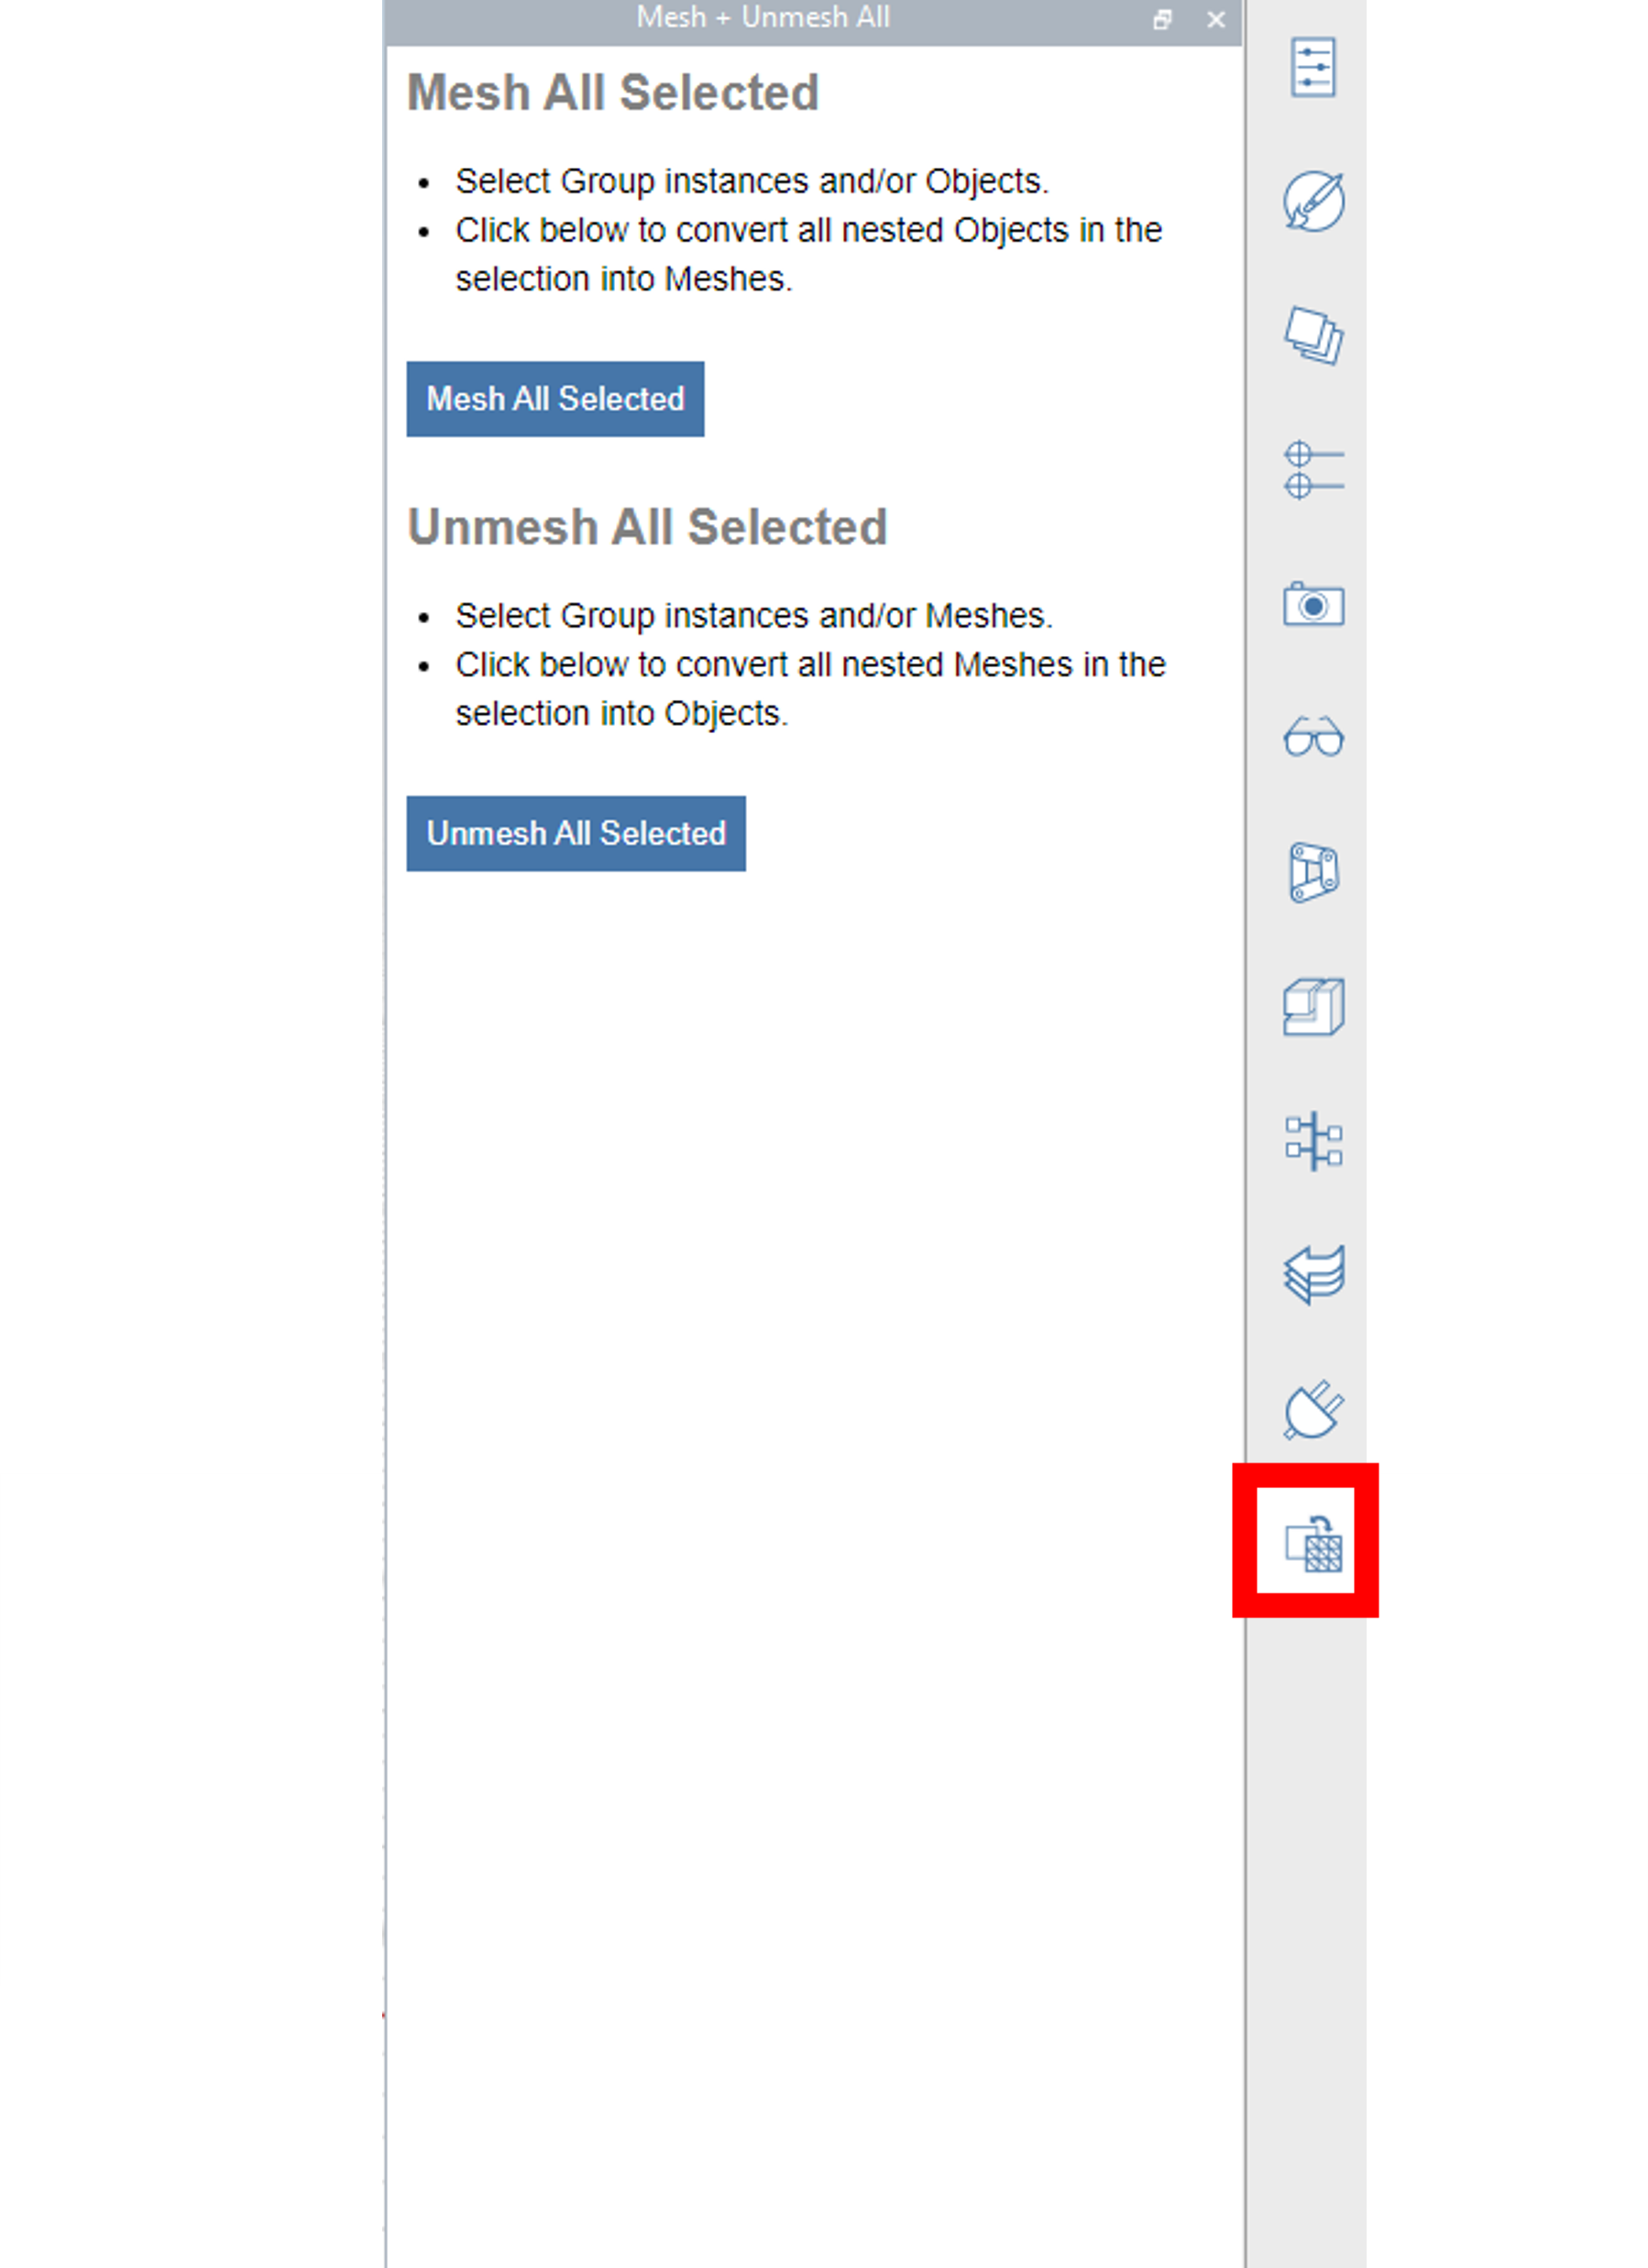 Mesh + Unmesh All
Mesh All Selected
• Select Group instances and/or Objects.
• Click below to convert all nested Objects in the
selection into Meshes.
Mesh All Selected
Unmesh All Selected
• Select Group instances and/or Meshes.
• Click below to convert all nested Meshes in the
selection into Objects.
Unmesh All Selected